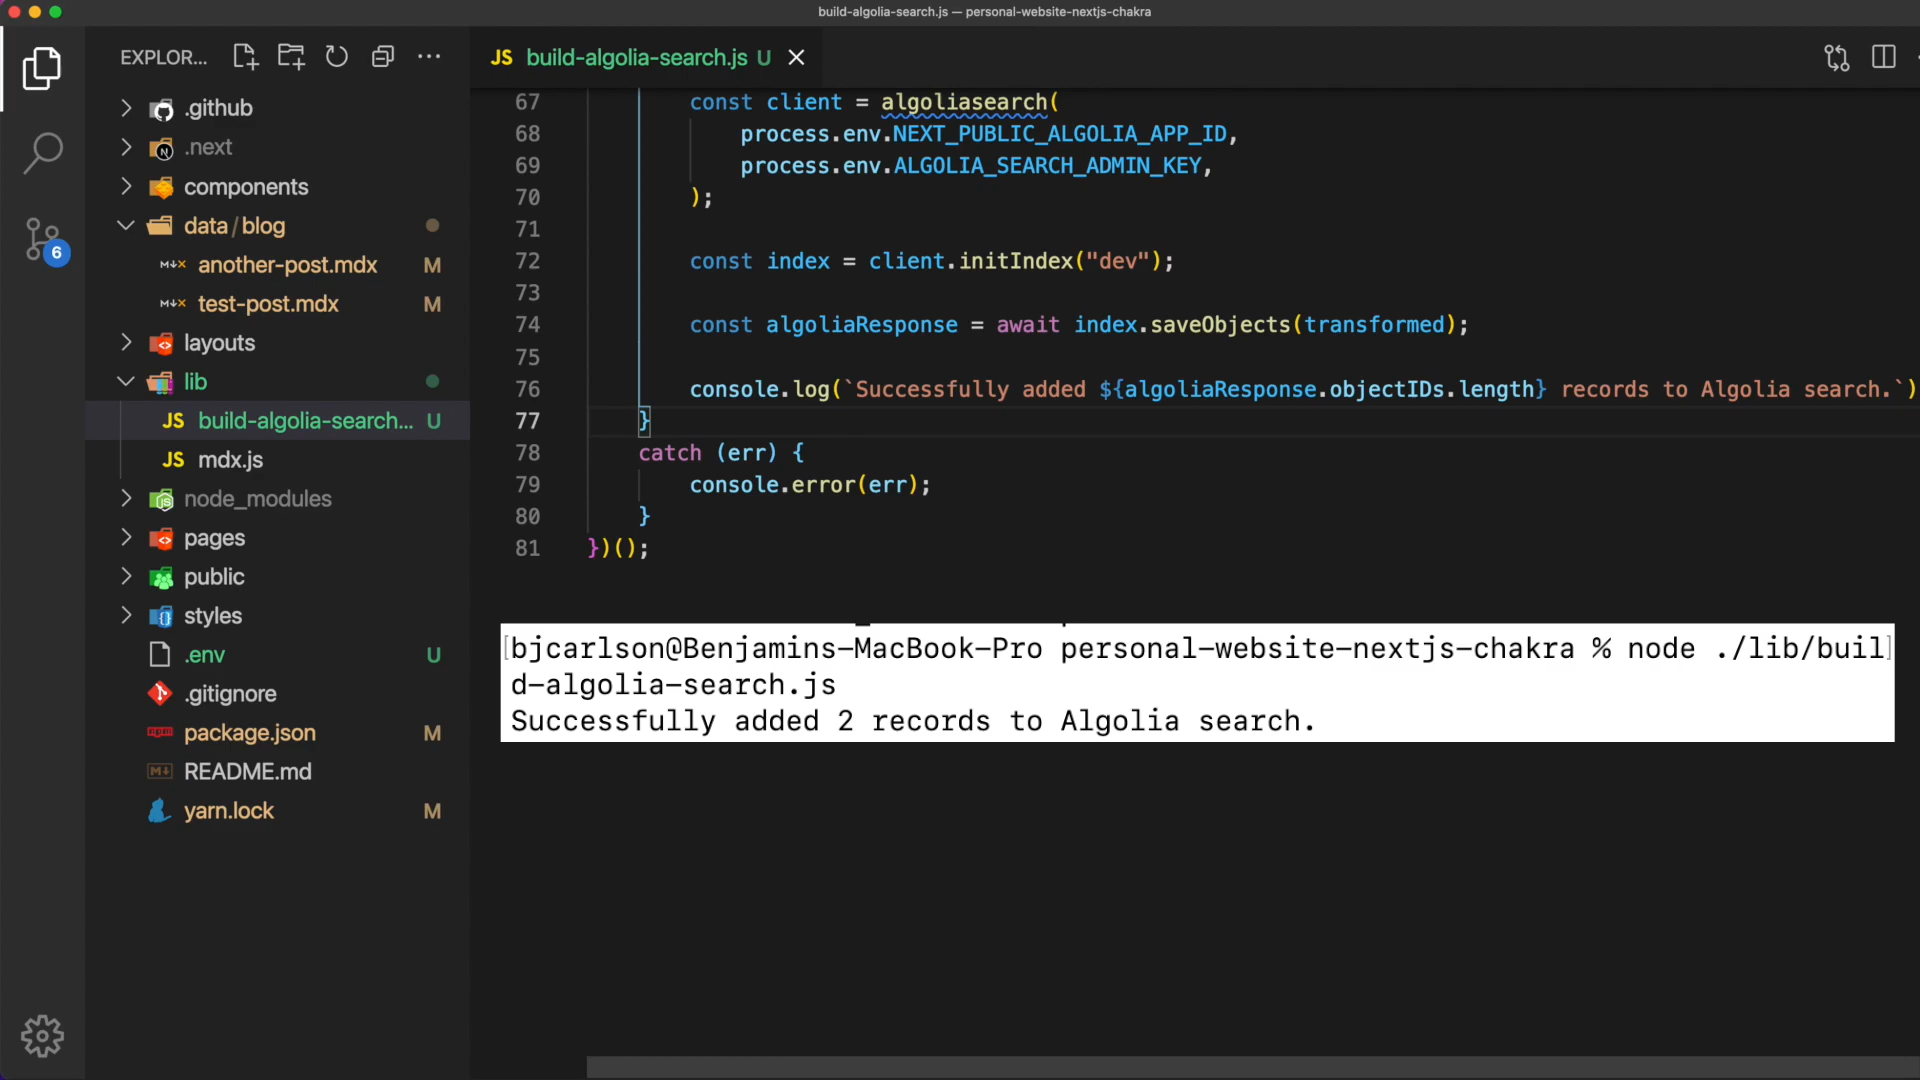 build-algolia-search.js — personal-website-nextjs-chakra
EXPLOR...
.github
.next
components
data/blog
another-post.mdx M
test-post.mdx M
layouts
lib
JS build-algolia-search... U
JS mdx.js
node_modules
pages
public
styles
.env U
.gitignore
package.json M
README.md
yarn.lock M
6
JS build-algolia-search.js U
67 const client = algoliasearch(
68 process.env.NEXT_PUBLIC_ALGOLIA_APP_ID,
69 process.env.ALGOLIA_SEARCH_ADMIN_KEY,
70 );
71
72 const index = client.initIndex("dev");
73
74 const algoliaResponse = await index.saveObjects(transformed);
75
76 console.log(`Successfully added ${algoliaResponse.objectIDs.length} records to Algolia search.`)
77 }
78 catch (err) {
79 console.error(err);
80 }
81 })();
[bjcarlson@Benjamins-MacBook-Pro personal-website-nextjs-chakra % node ./lib/buil]
d-algolia-search.js
Successfully added 2 records to Algolia search.